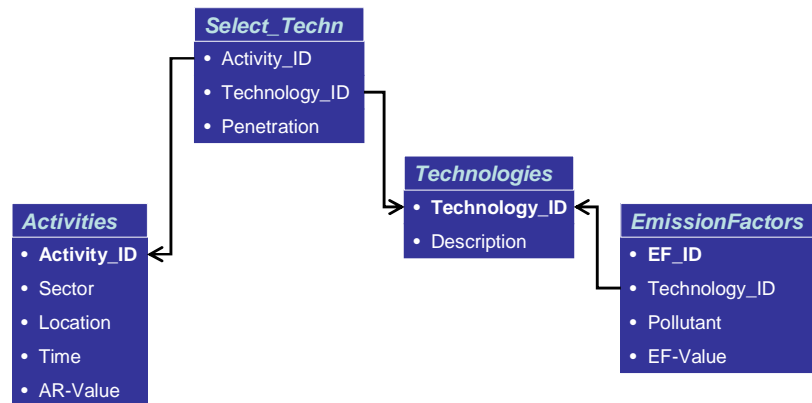 Select_Techn
• Activity_ID
• Technology_ID
• Penetration
Technologies
• Technology_ID
• Description
Activities
• Activity_ID
• Sector
• Location
• Time
• AR-Value
EmissionFactors
• EF_ID
• Technology_ID
• Pollutant
• EF-Value